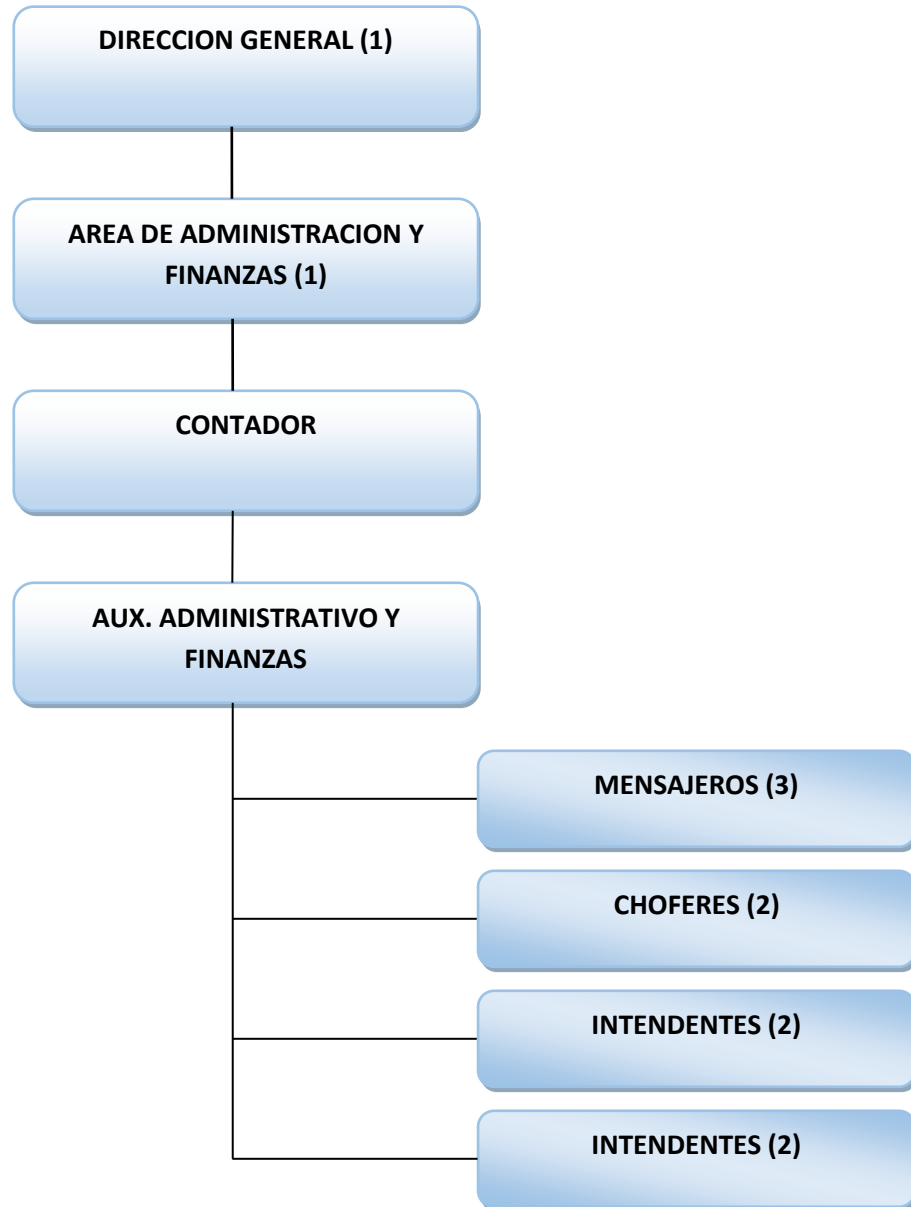 DIRECCION GENERAL (1)
AREA DE ADMINISTRACION Y
FINANZAS (1)
CONTADOR
AUX. ADMINISTRATIVO Y
FINANZAS
MENSAJEROS (3)
CHOFERES (2)
INTENDENTES (2)
INTENDENTES (2)